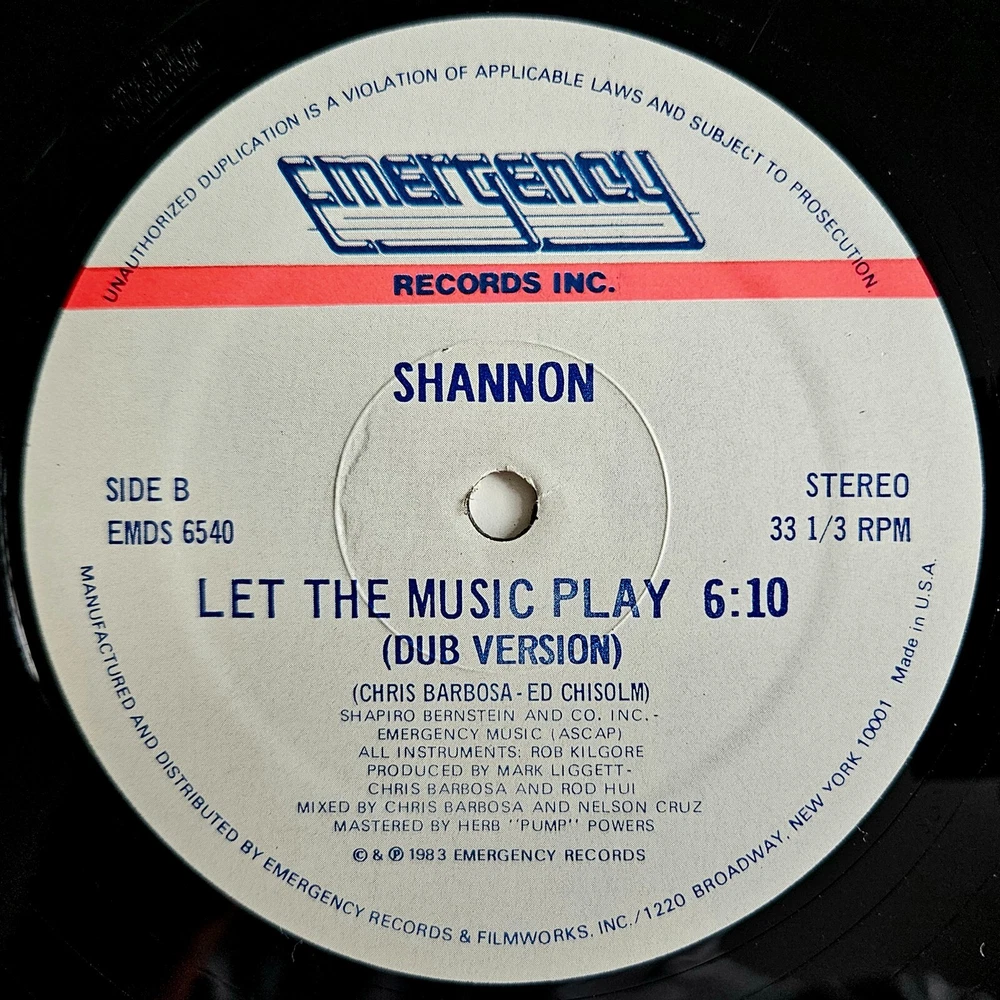 UNAUTHORIZED DUPLICATION IS A VIOLATION OF APPLICABLE LAWS AND SUBJECT TO PROSECUTION.
Emergency
RECORDS INC.
SHANNON
SIDE B
EMDS 6540
STEREO
33 1/3 RPM
LET THE MUSIC PLAY 6:10
(DUB VERSION)
(CHRIS BARBOSA - ED CHISOLM)
SHAPIRO BERNSTEIN AND CO. INC.-
EMERGENCY MUSIC (ASCAP)
ALL INSTRUMENTS: ROB KILGORE
PRODUCED BY MARK LIGGETT-
CHRIS BARBOSA AND ROD HUI
MIXED BY CHRIS BARBOSA AND NELSON CRUZ
MASTERED BY HERB "PUMP" POWERS
© & ℗ 1983 EMERGENCY RECORDS
MANUFACTURED AND DISTRIBUTED BY EMERGENCY RECORDS & FILMWORKS, INC./1220 BROADWAY, NEW YORK 10001 Made in U.S.A.